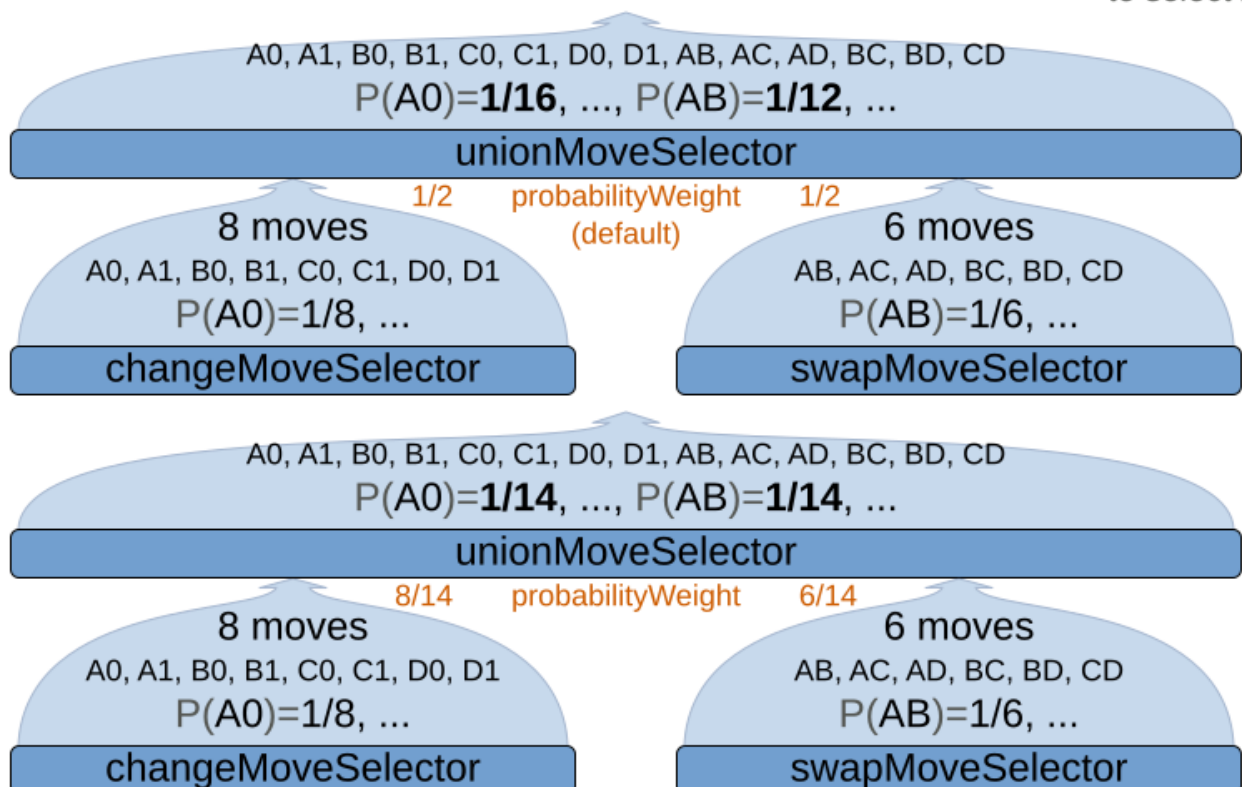 A0, A1, B0, B1, C0, C1, D0, D1, AB, AC, AD, BC, BD, CD
P(A0)=1/16, ..., P(AB)=1/12, ...
unionMoveSelector
1/2 probabilityWeight 1/2
(default)
8 moves 6 moves
A0, A1, B0, B1, C0, C1, D0, D1 AB, AC, AD, BC, BD, CD
P(A0)=1/8, ... P(AB)=1/6, ...
changeMoveSelector swapMoveSelector
A0, A1, B0, B1, C0, C1, D0, D1, AB, AC, AD, BC, BD, CD
P(A0)=1/14, ..., P(AB)=1/14, ...
unionMoveSelector
8/14 probabilityWeight 6/14
8 moves 6 moves
A0, A1, B0, B1, C0, C1, D0, D1 AB, AC, AD, BC, BD, CD
P(A0)=1/8, ... P(AB)=1/6, ...
changeMoveSelector swapMoveSelector